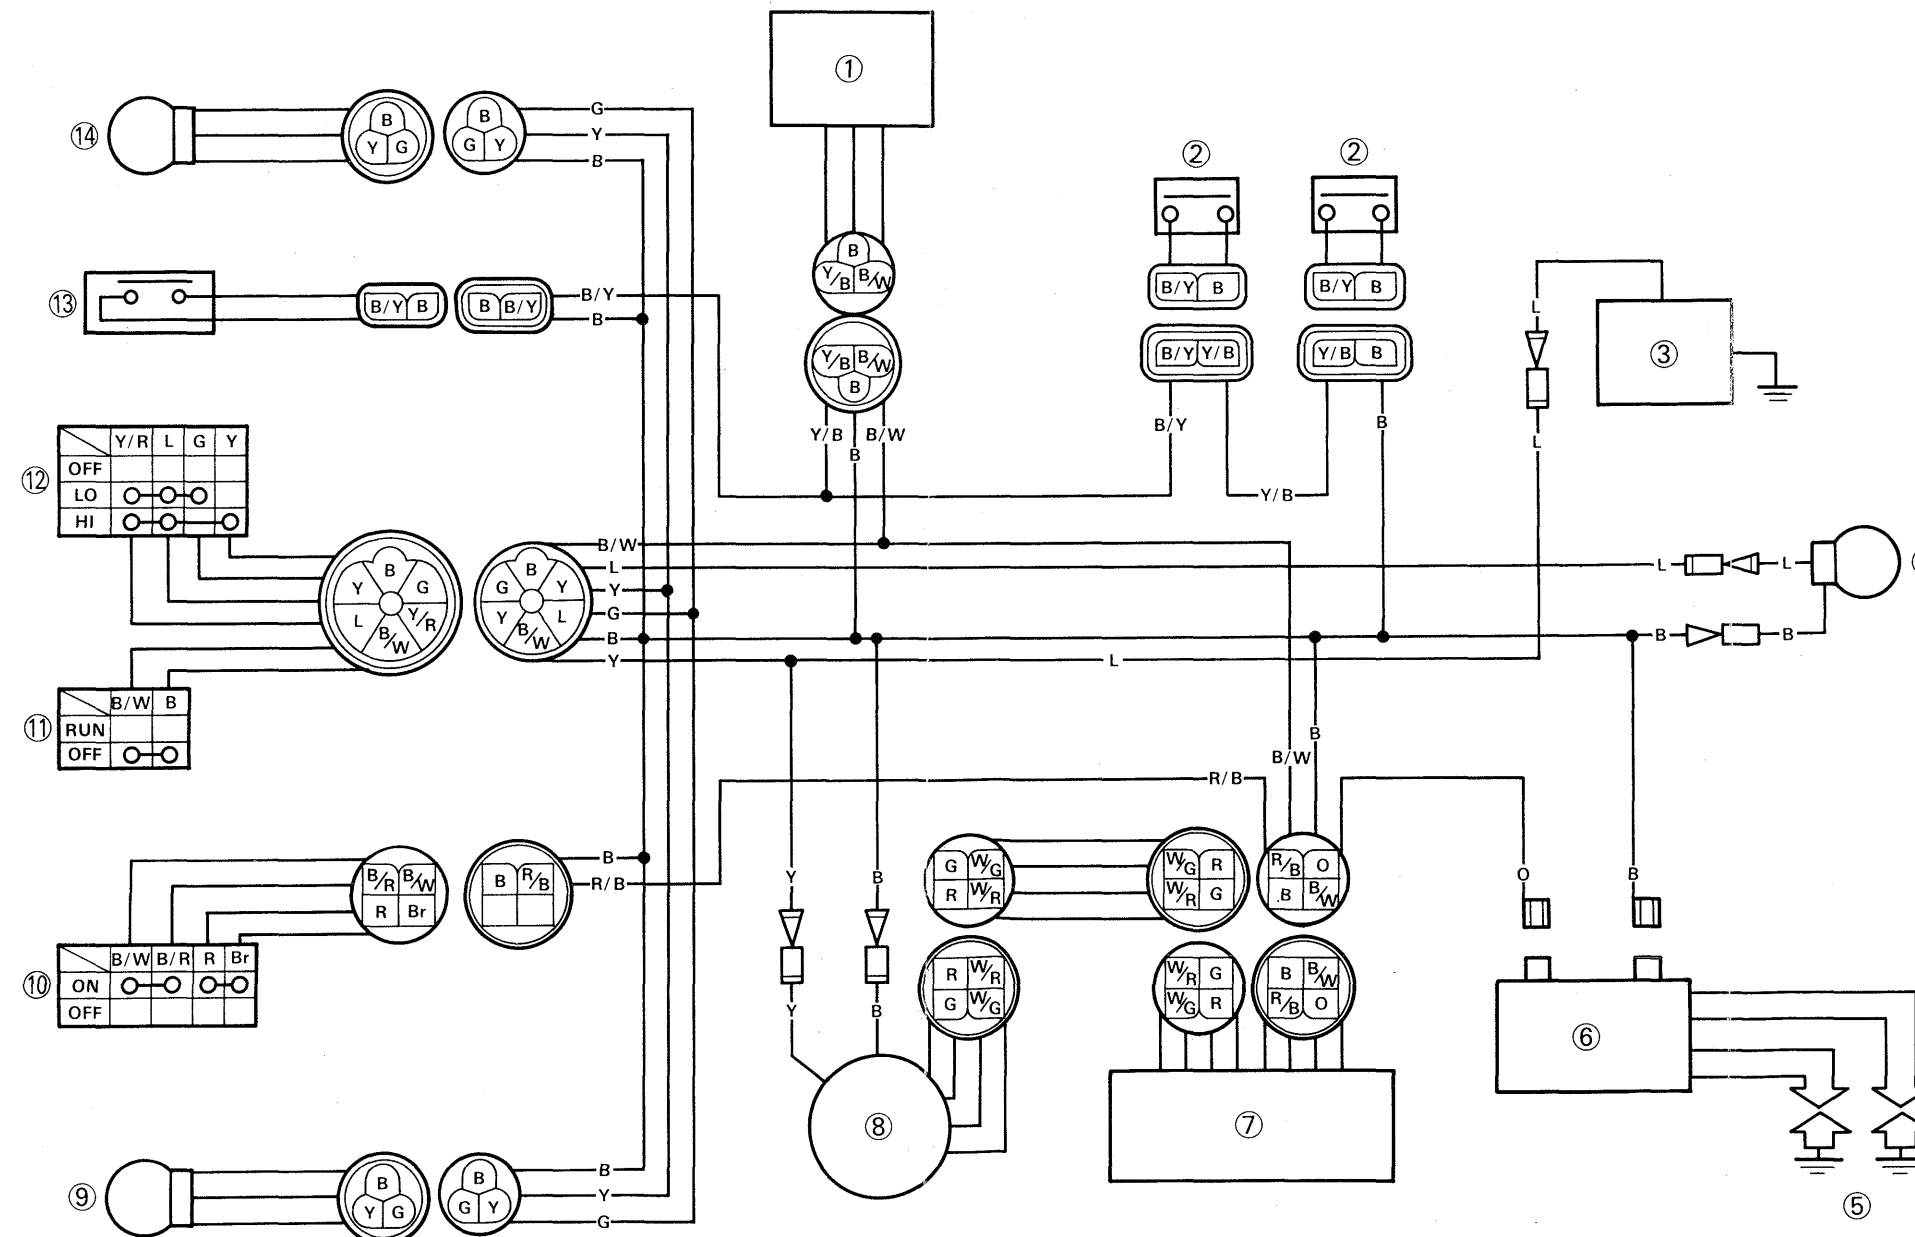 ①
② ②
③
⑭
B
Y G
B
G Y
G
Y
B
⑬
B/Y B
B B/Y
B/Y
B
B
Y/B B/W
Y/B B/W
B
Y/B B B/W
B/Y B
B/Y B
B/Y Y/B
Y/B B
B/Y
Y/B
B
L
L
⑫
Y/R L G Y
OFF
LO
HI
B
Y G
L Y/R
B/W
B
G Y
Y L
B/W
B/W
L
Y
G
B
Y
L
L L
B B
⑪
B/W B
RUN
OFF
B
B/W
R/B
B/R B/W
R Br
B R/B
B
R/B
⑩
B/W B/R R Br
ON
OFF
Y
B
Y
B
G W/G
R W/R
W/G R
W/R G
R/B O
B B/W
O
B
R W/R
G W/G
W/R G
W/G R
B B/W
R/B O
⑥
⑧
⑦
⑤
⑨
B
Y G
B
G Y
B
Y
G